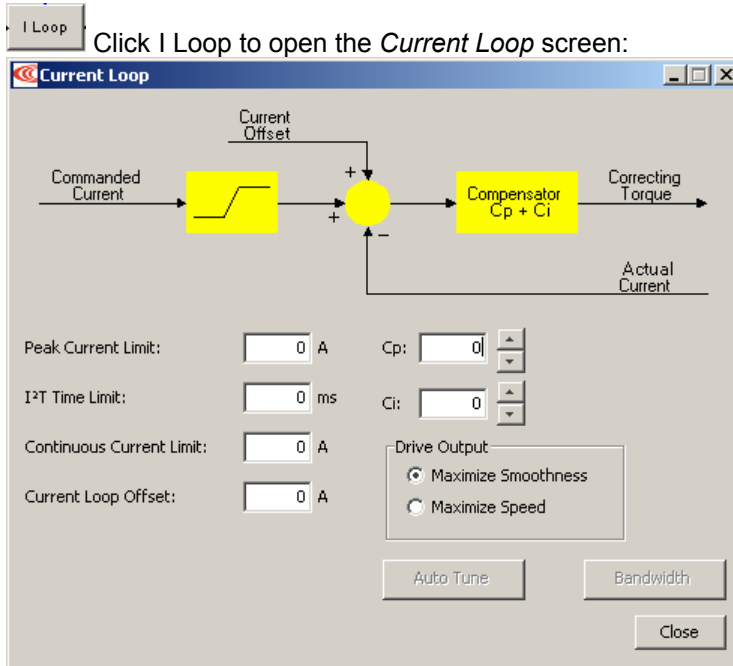 I Loop
Click I Loop to open the Current Loop screen:
Current Loop
Current
Offset
Commanded
Current
+
+
−
Compensator
Cp + Ci
Correcting
Torque
Actual
Current
Peak Current Limit: 0 A
Cp: 0
I²T Time Limit: 0 ms
Ci: 0
Continuous Current Limit: 0 A
Drive Output
Maximize Smoothness
Current Loop Offset: 0 A
Maximize Speed
Auto Tune
Bandwidth
Close